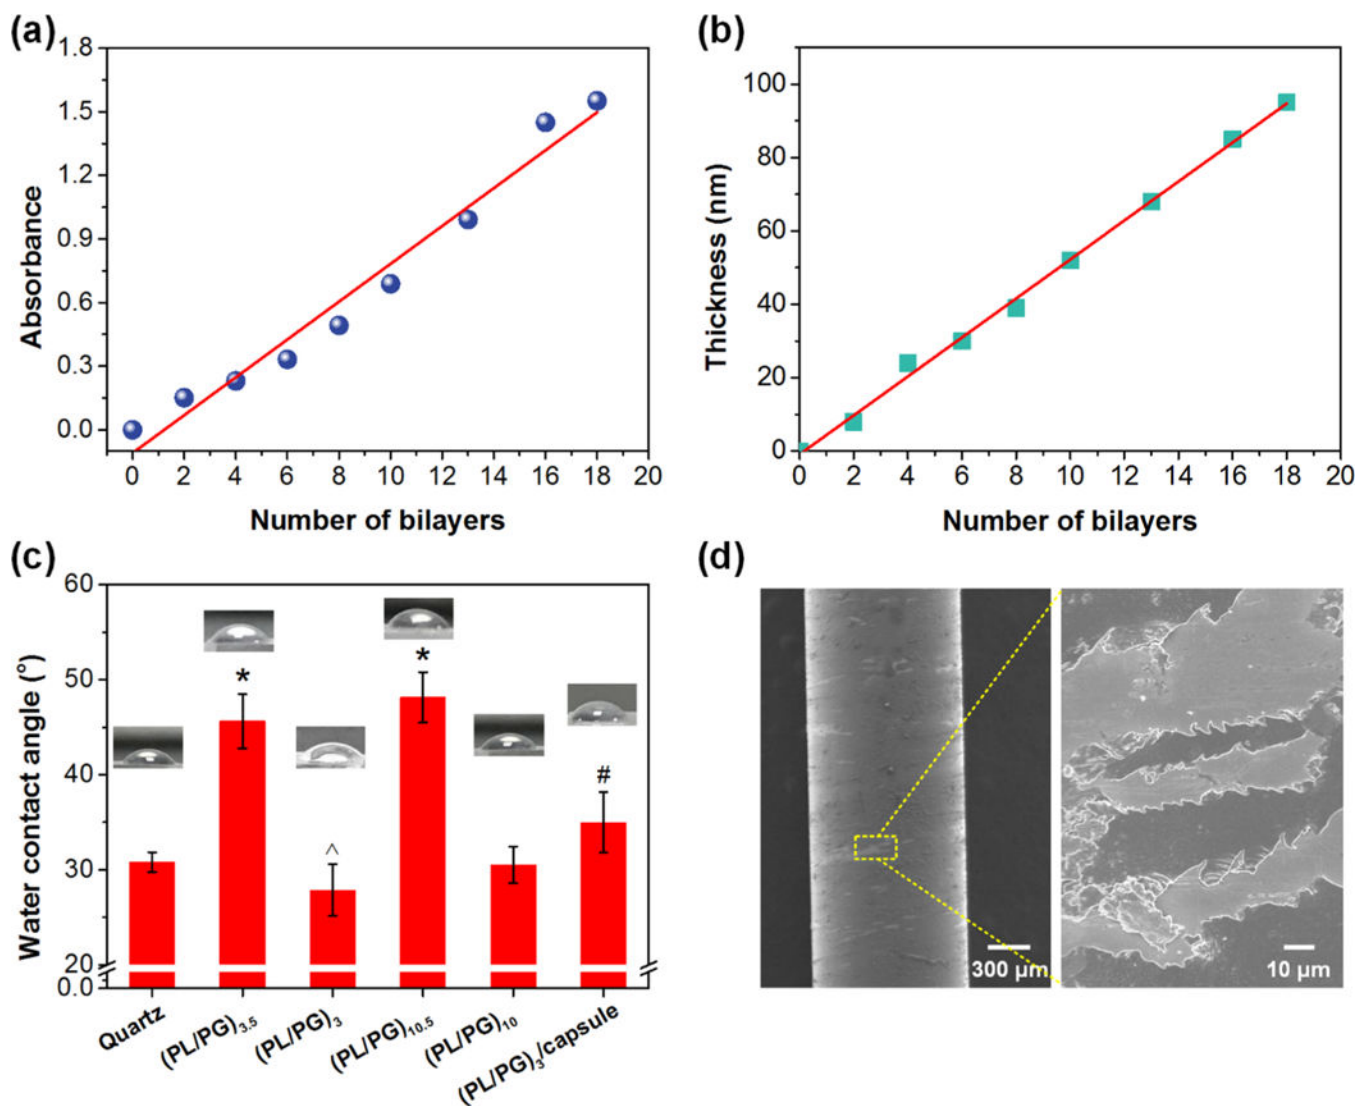 (a)
1.8
1.5
1.2
0.9
0.6
0.3
0.0
Absorbance
0 2 4 6 8 10 12 14 16 18 20
Number of bilayers
(b)
100
80
60
40
20
0
Thickness (nm)
0 2 4 6 8 10 12 14 16 18 20
Number of bilayers
(c)
60
50
40
30
20
0.0
Water contact angle (°)
*
^
*
#
Quartz
(PL/PG)3.5
(PL/PG)3
(PL/PG)10.5
(PL/PG)10
(PL/PG)3/capsule
(d)
300 µm
10 µm